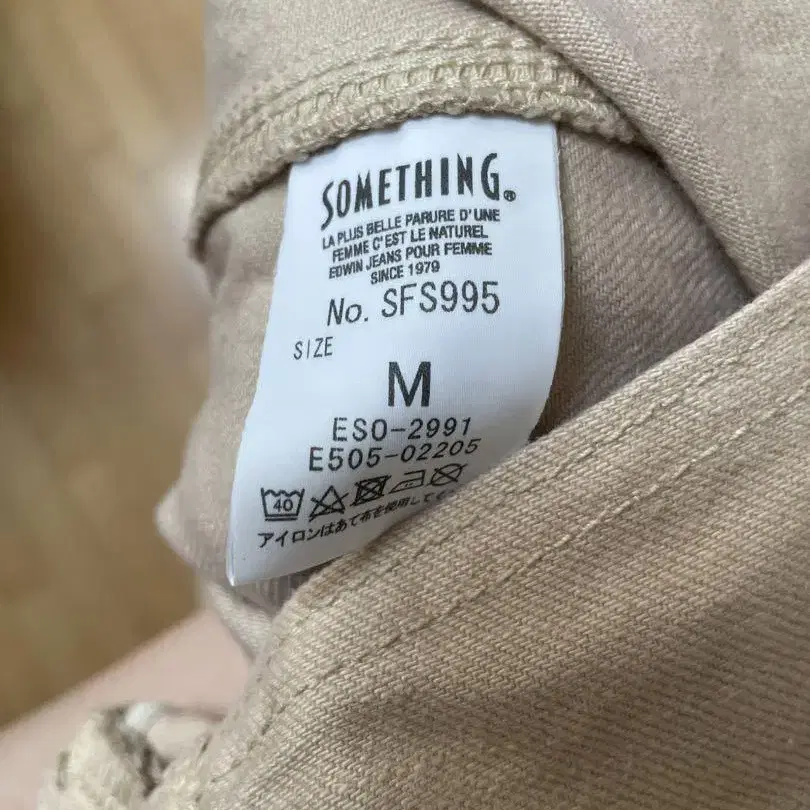 SOMETHING®
LA PLUS BELLE PARURE D'UNE
FEMME C'EST LE NATUREL
EDWIN JEANS POUR FEMME
SINCE 1979
No. SFS995
SIZE
M
ESO-2991
E505-02205
40
アイロンはあて布を使用して